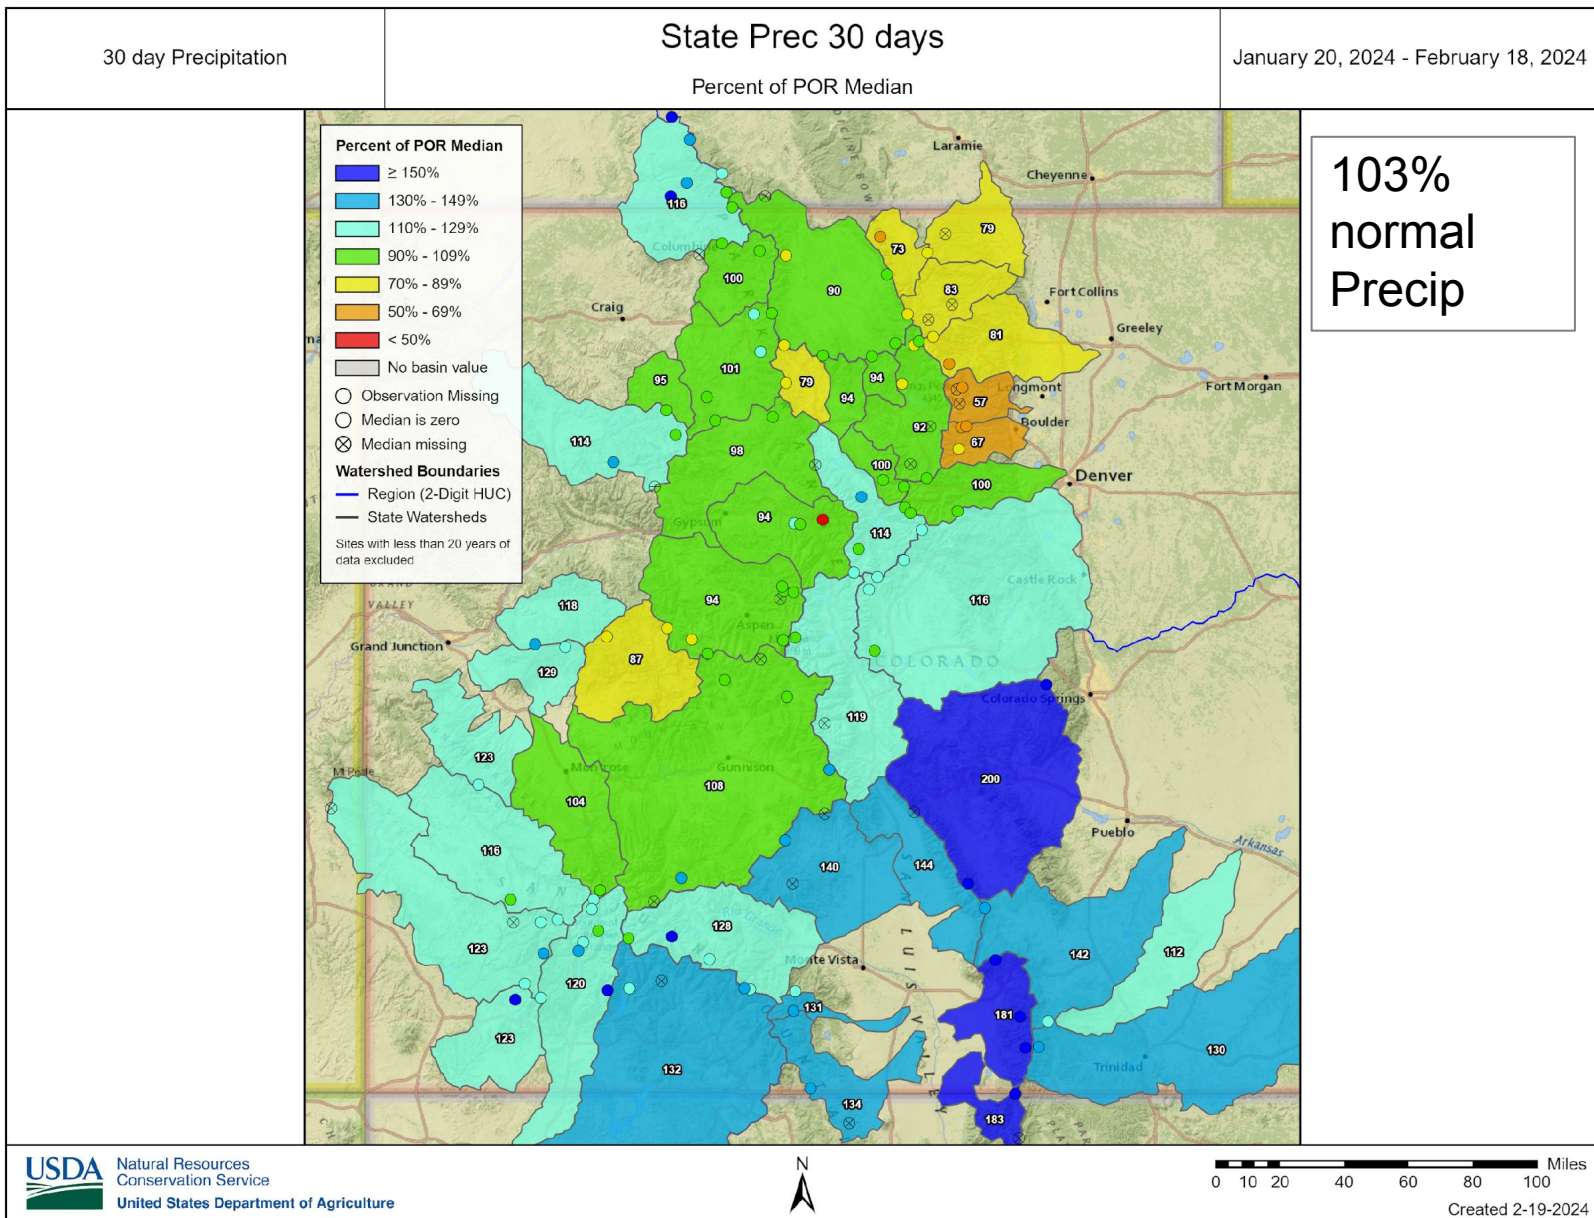 30 day Precipitation
State Prec 30 days
Percent of POR Median
January 20, 2024 - February 18, 2024
Percent of POR Median
≥ 150%
130% - 149%
110% - 129%
90% - 109%
70% - 89%
50% - 69%
< 50%
No basin value
Observation Missing
Median is zero
Median missing
Watershed Boundaries
Region (2-Digit HUC)
State Watersheds
Sites with less than 20 years of
data excluded
103%
normal
Precip
Laramie
Cheyenne
116
79
73
100
90
83
Fort Collins
Craig
81
Greeley
101
95
79
94
94
57
Longmont
Fort Morgan
92
Boulder
67
114
98
100
100
Denver
94
Gypsum
114
Castle Rock
116
VALLEY
118
94
Aspen
Grand Junction
87
129
COLORADO
Colorado Springs
119
123
Montrose
Gunnison
200
108
104
Pueblo
Arkansas
116
140
144
128
Rio Grande
123
Monte Vista
142
112
120
131
181
123
132
Trinidad
130
134
183
SAN
LUIS
VALLEY
USDA
Natural Resources
Conservation Service
United States Department of Agriculture
N
Miles
0 10 20 40 60 80 100
Created 2-19-2024